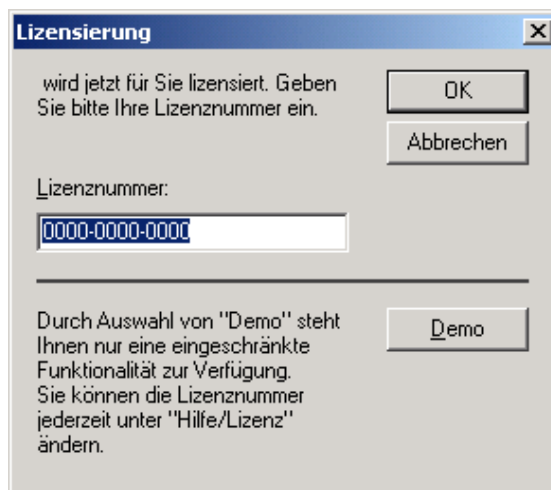 Lizensierung
wird jetzt für Sie lizensiert. Geben
Sie bitte Ihre Lizenznummer ein.
OK
Abbrechen
Lizenznummer:
0000-0000-0000
Durch Auswahl von "Demo" steht
Ihnen nur eine eingeschränkte
Funktionalität zur Verfügung.
Sie können die Lizenznummer
jederzeit unter "Hilfe/Lizenz"
ändern.
Demo